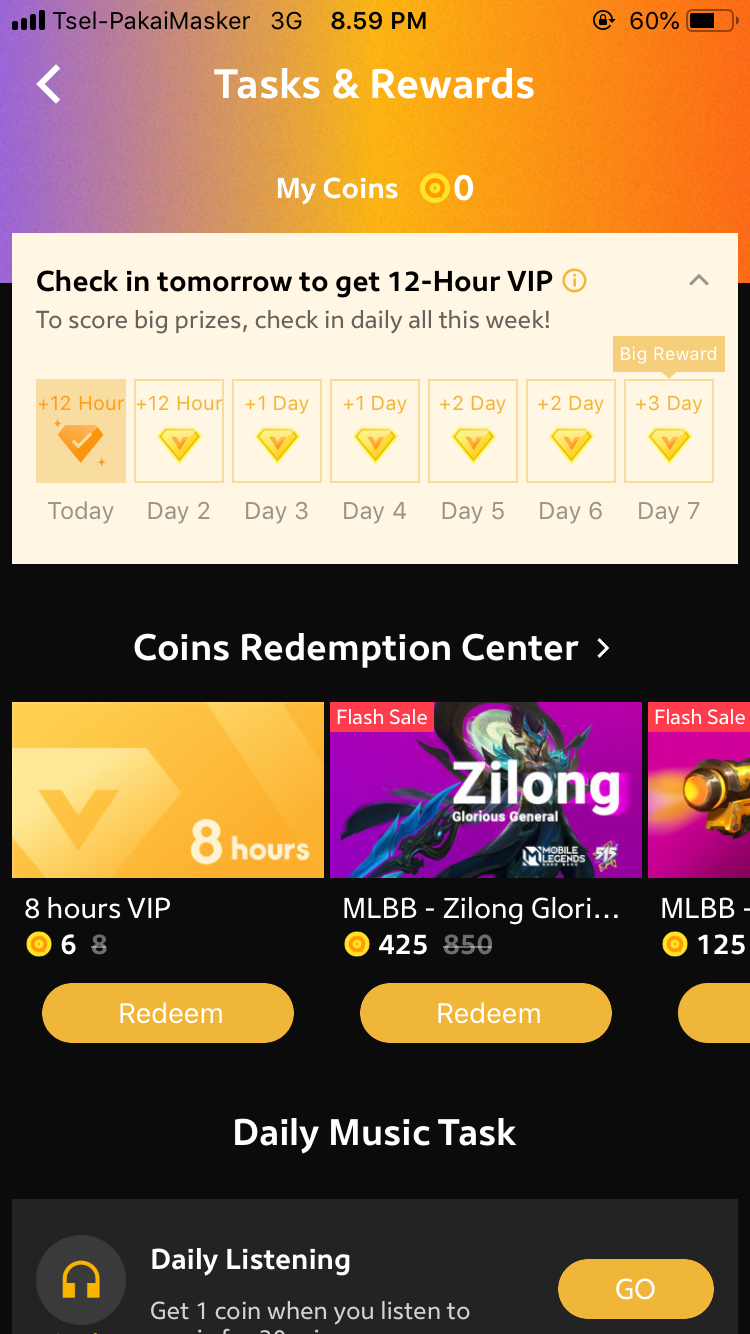 Tsel-PakaiMasker 3G 8.59 PM 60%
Tasks & Rewards
My Coins 0
Check in tomorrow to get 12-Hour VIP
To score big prizes, check in daily all this week!
Big Reward
+12 Hour +12 Hour +1 Day +1 Day +2 Day +2 Day +3 Day
Today Day 2 Day 3 Day 4 Day 5 Day 6 Day 7
Coins Redemption Center
8 hours
Flash Sale
Zilong
Glorious General
MOBILE
LEGENDS
515
Flash Sale
8 hours VIP
6 8
Redeem
MLBB - Zilong Glori...
425 850
Redeem
MLBB -
125
Daily Music Task
Daily Listening
Get 1 coin when you listen to
GO